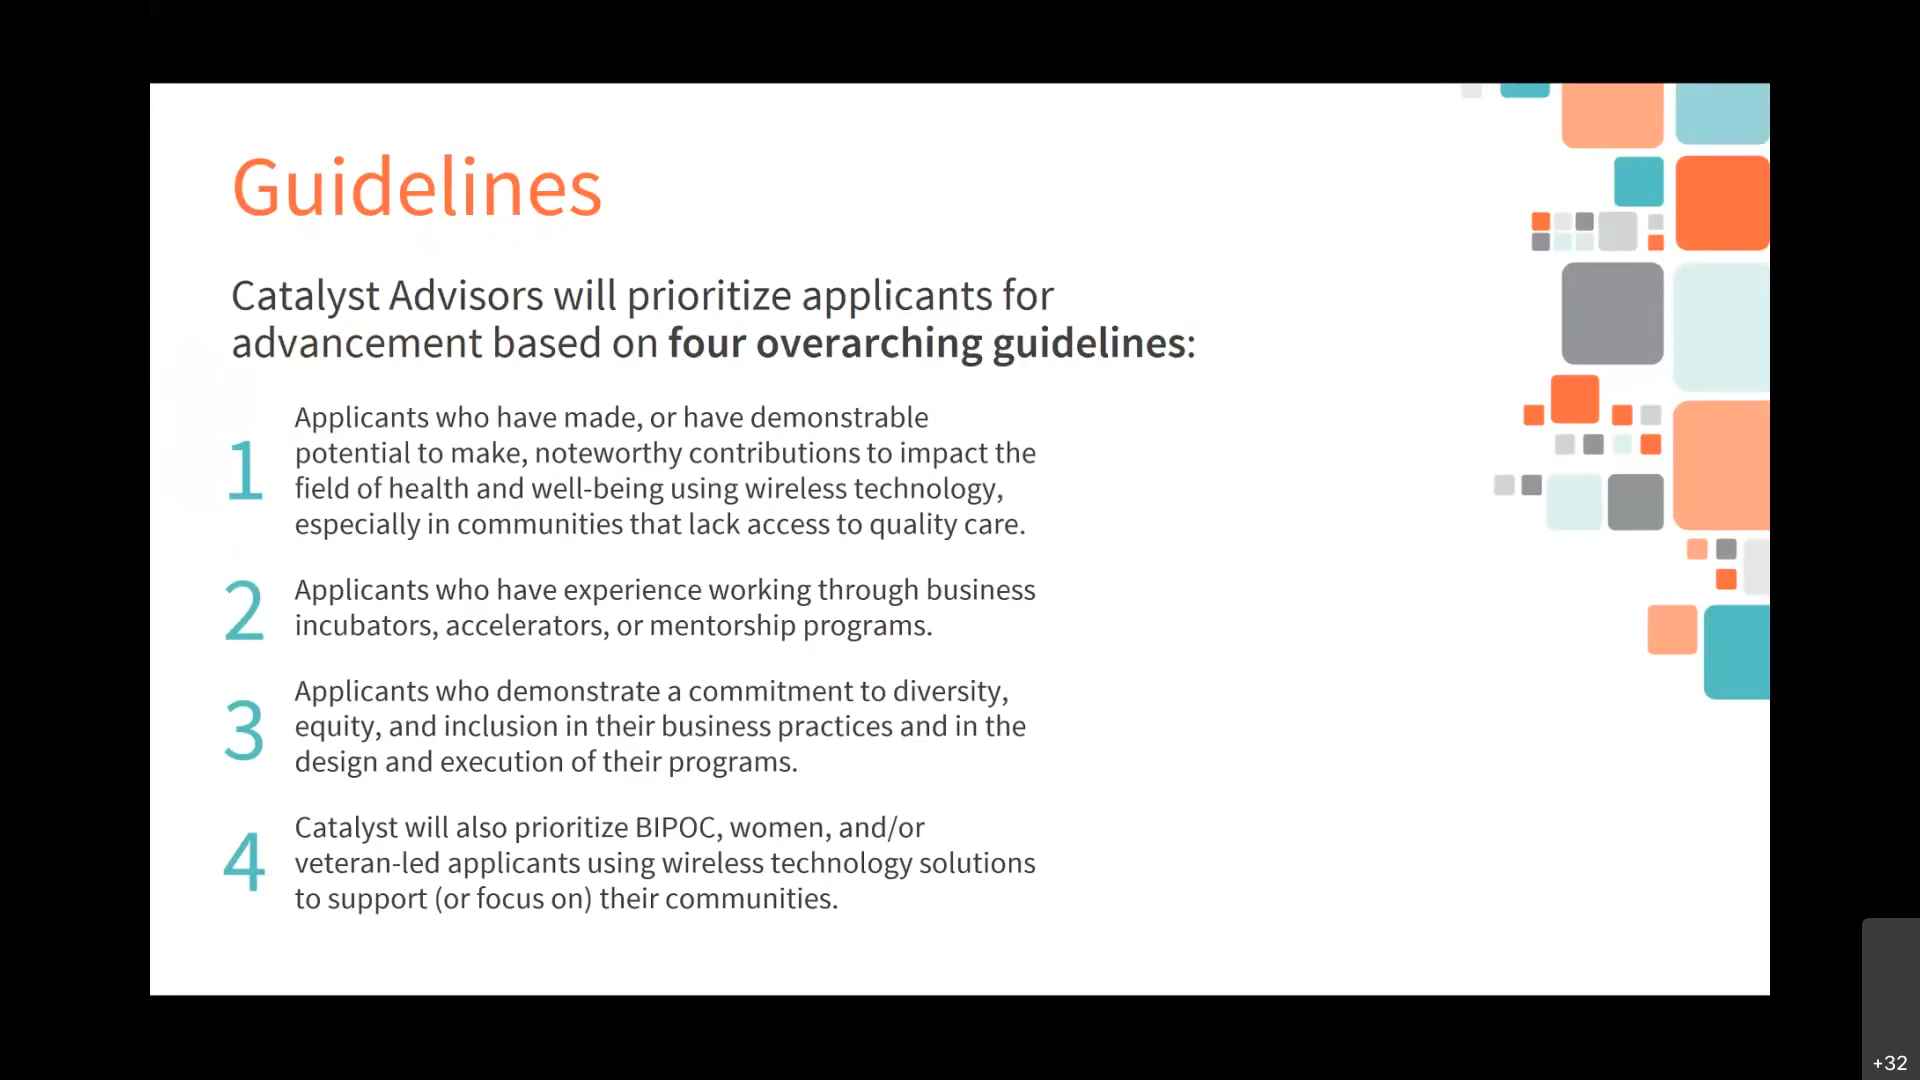 Guidelines
Catalyst Advisors will prioritize applicants for
advancement based on four overarching guidelines:
1
Applicants who have made, or have demonstrable
potential to make, noteworthy contributions to impact the
field of health and well-being using wireless technology,
especially in communities that lack access to quality care.
2
Applicants who have experience working through business
incubators, accelerators, or mentorship programs.
3
Applicants who demonstrate a commitment to diversity,
equity, and inclusion in their business practices and in the
design and execution of their programs.
4
Catalyst will also prioritize BIPOC, women, and/or
veteran-led applicants using wireless technology solutions
to support (or focus on) their communities.
+32